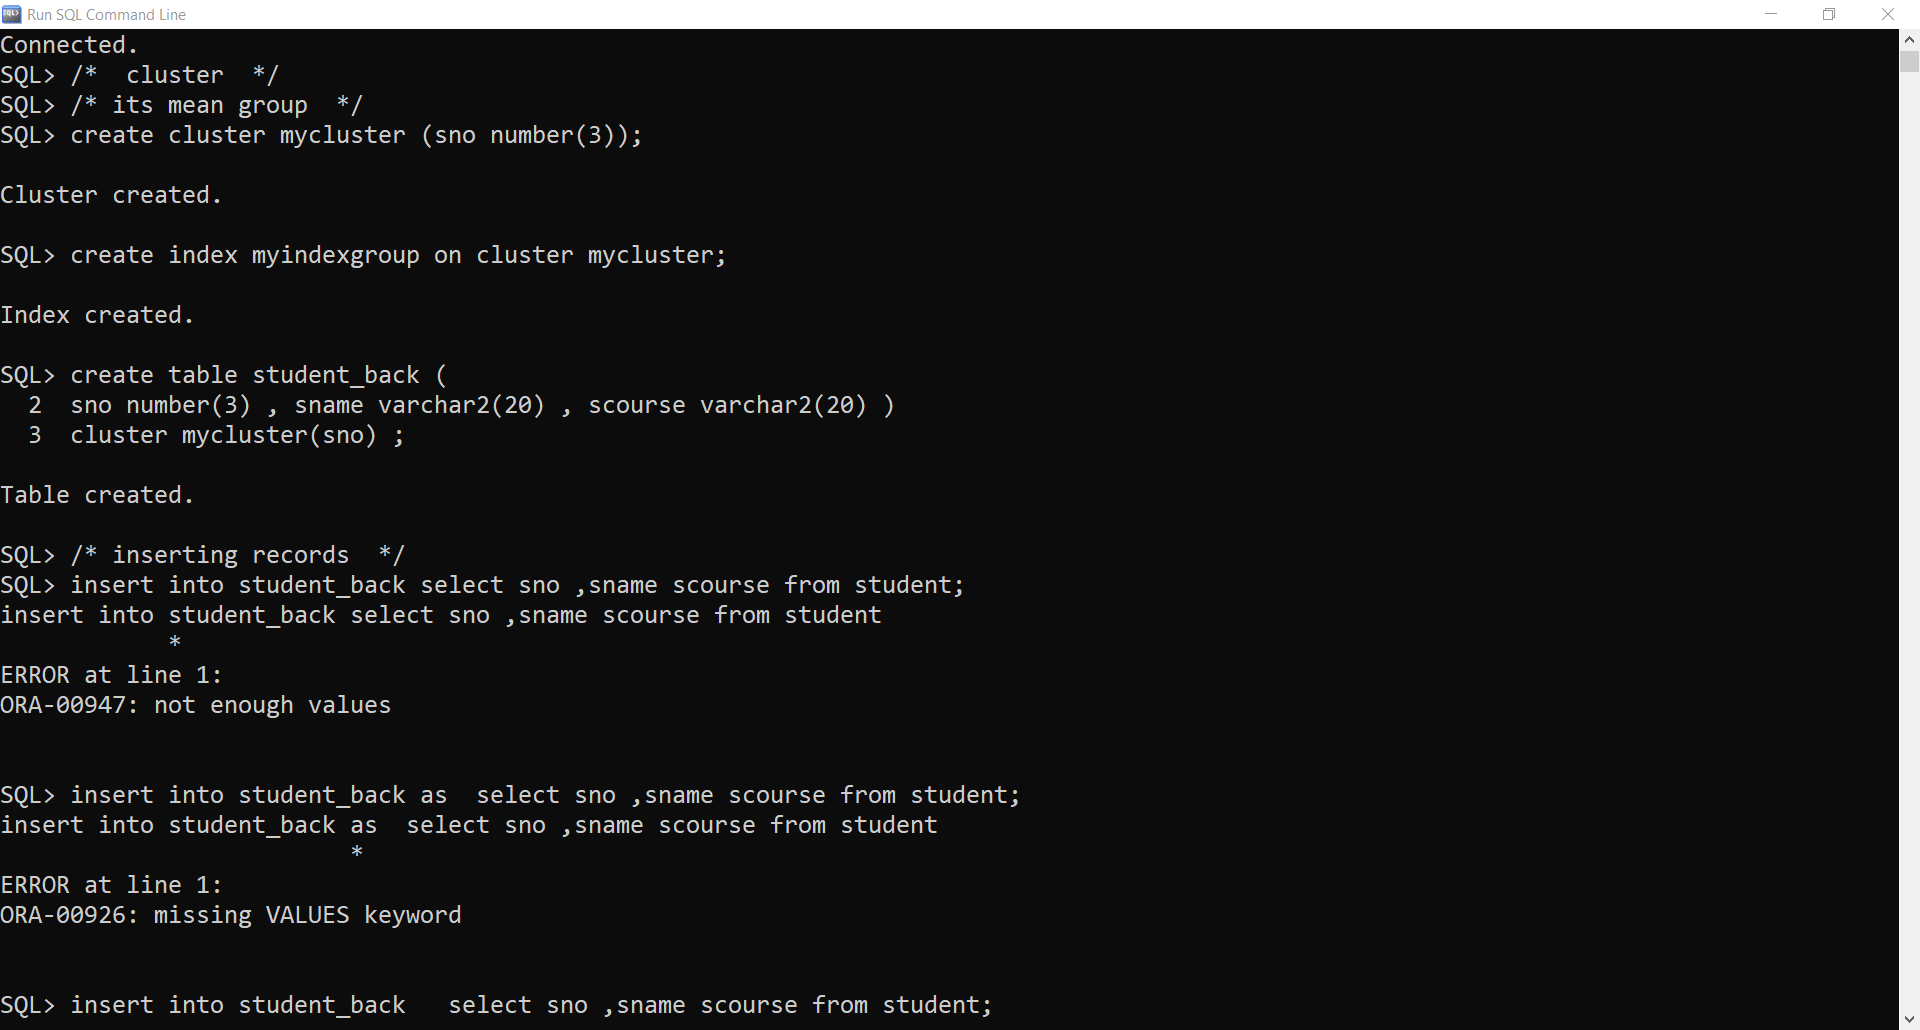 Run SQL Command Line
Connected.
SQL> /*  cluster  */
SQL> /* its mean group  */
SQL> create cluster mycluster (sno number(3));
Cluster created.
SQL> create index myindexgroup on cluster mycluster;
Index created.
SQL> create table student_back (
  2  sno number(3) , sname varchar2(20) , scourse varchar2(20) )
  3  cluster mycluster(sno) ;
Table created.
SQL> /* inserting records  */
SQL> insert into student_back select sno ,sname scourse from student;
insert into student_back select sno ,sname scourse from student
            *
ERROR at line 1:
ORA-00947: not enough values
SQL> insert into student_back as  select sno ,sname scourse from student;
insert into student_back as  select sno ,sname scourse from student
                         *
ERROR at line 1:
ORA-00926: missing VALUES keyword
SQL> insert into student_back   select sno ,sname scourse from student;